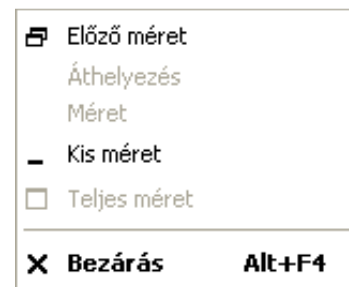 Előző méret
Áthelyezés
Méret
Kis méret
Teljes méret
Bezárás Alt+F4